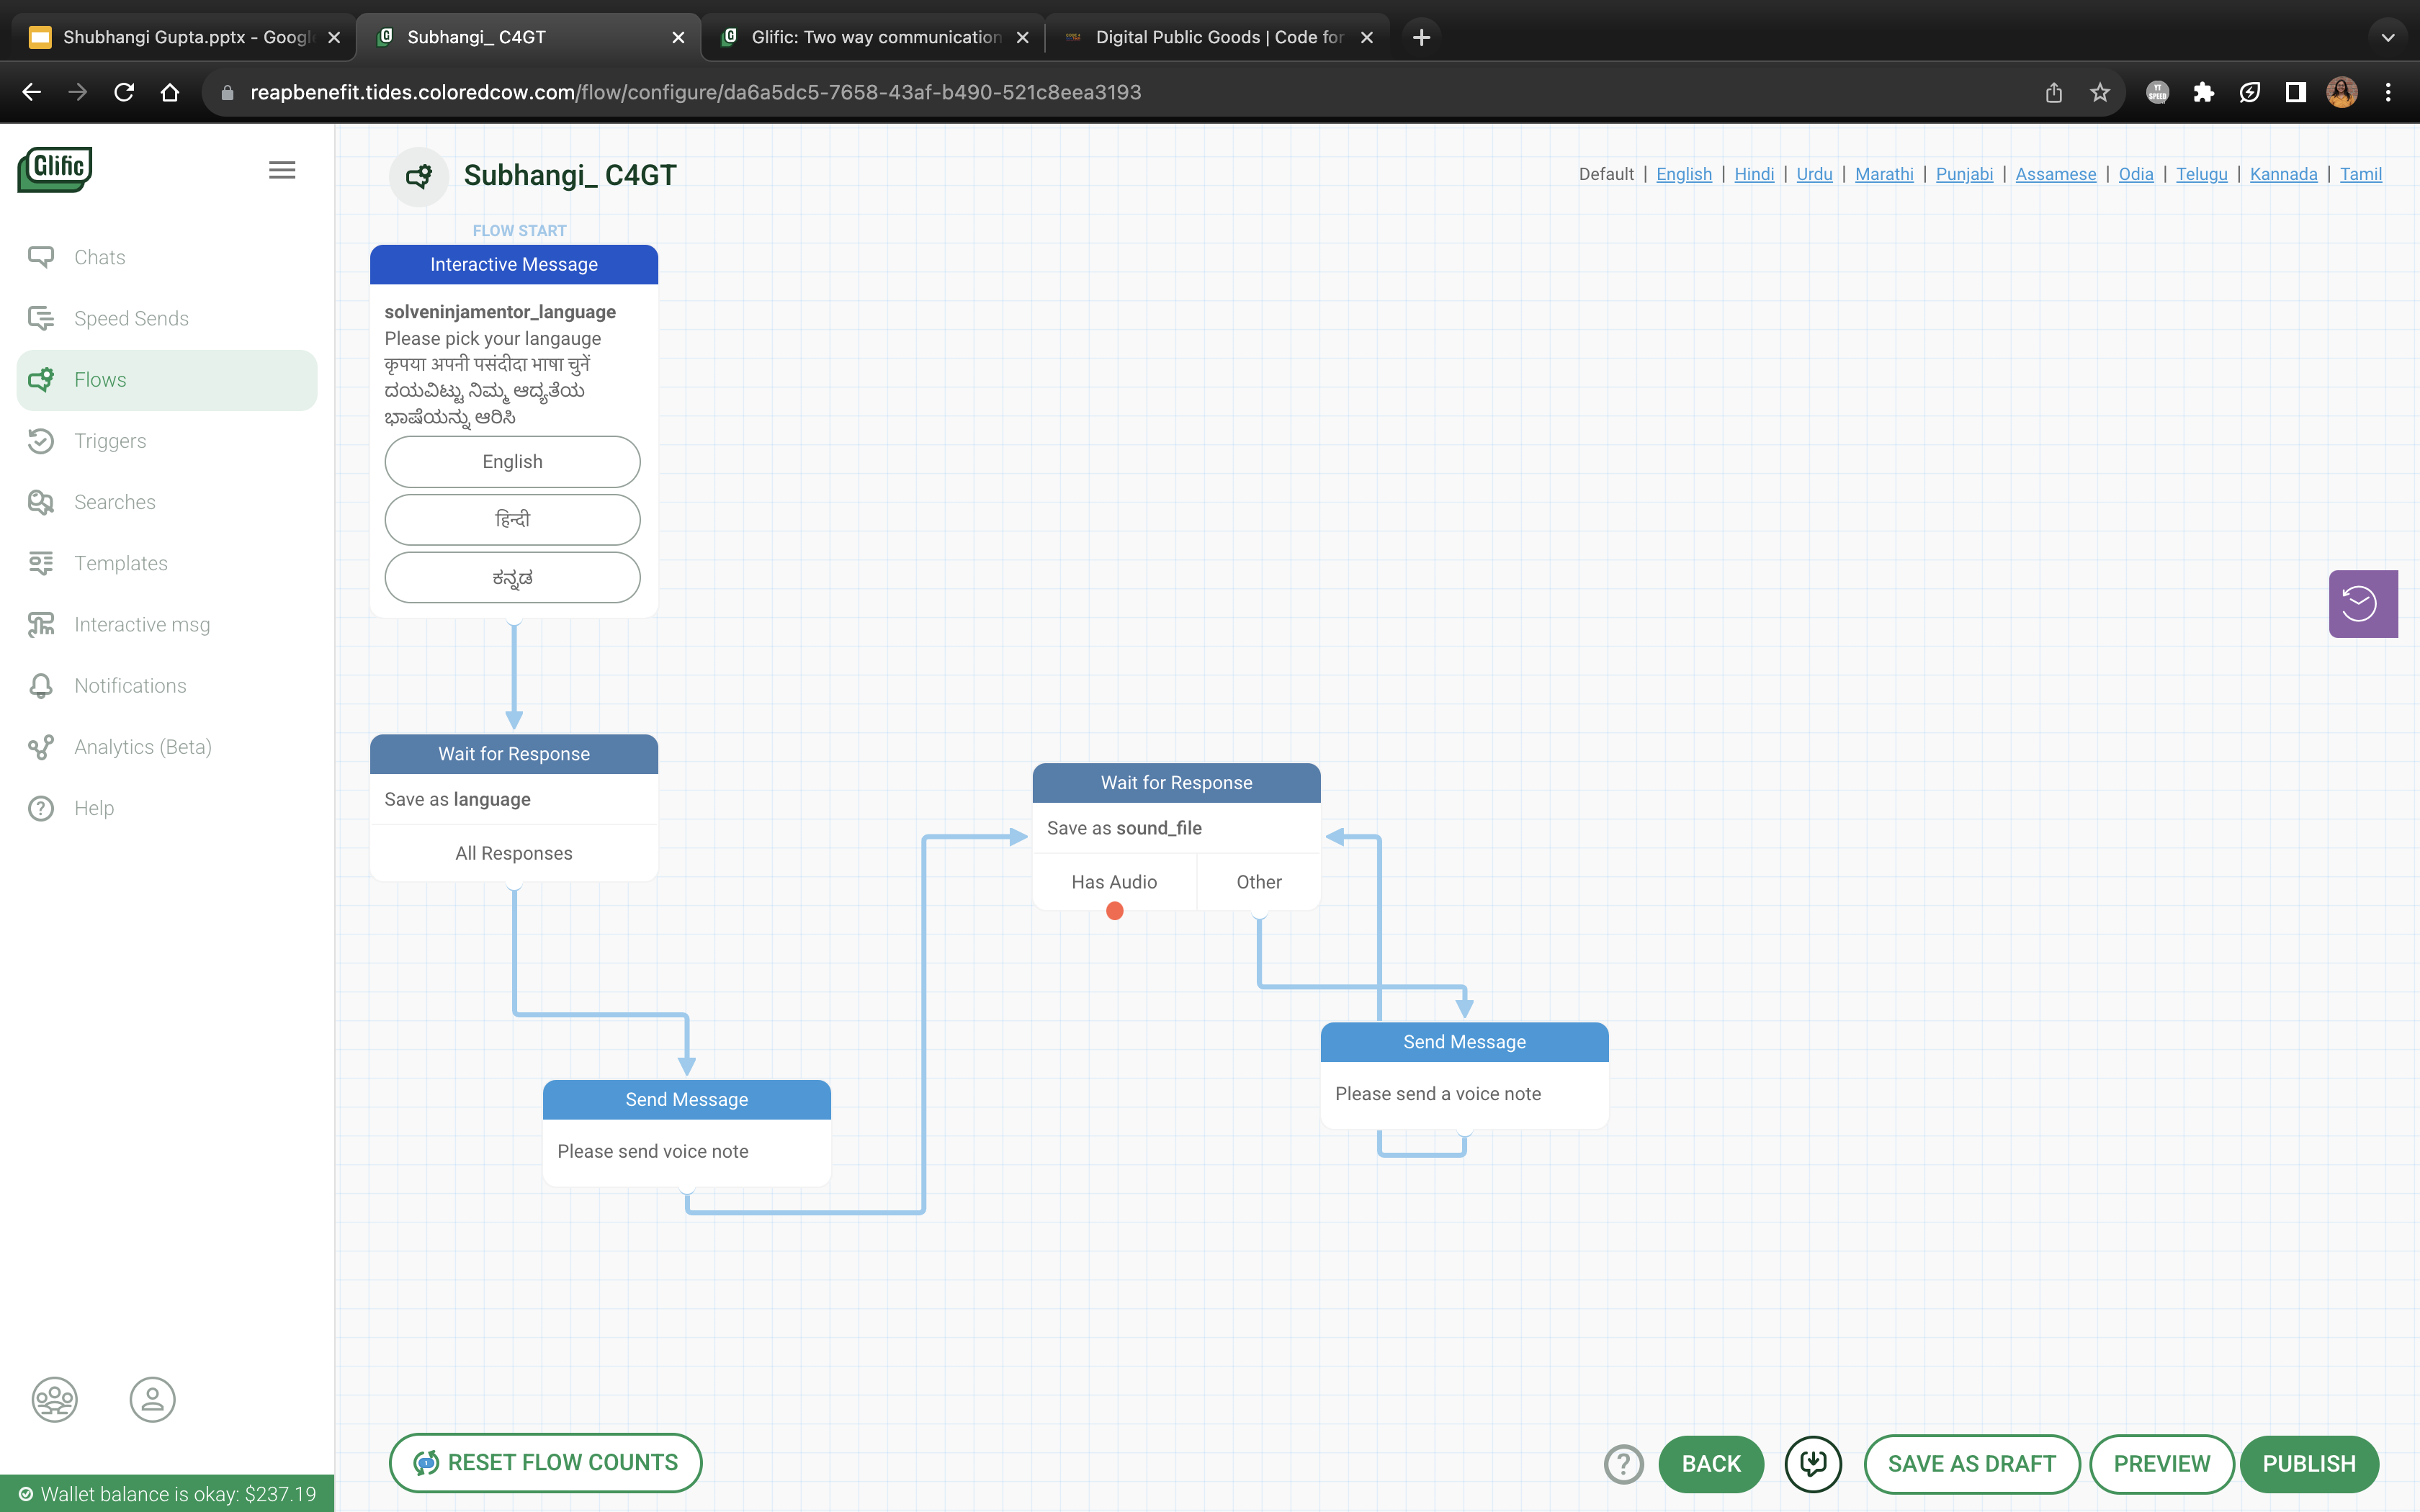 Shubhangi Gupta.pptx - Googl
Subhangi_ C4GT
Glific: Two way communication
Digital Public Goods | Code for
reapbenefit.tides.coloredcow.com/flow/configure/da6a5dc5-7658-43af-b490-521c8eea3193
YT SPEED
Glific
Subhangi_ C4GT
Default | English | Hindi | Urdu | Marathi | Punjabi | Assamese | Odia | Telugu | Kannada | Tamil
Chats
Speed Sends
Flows
Triggers
Searches
Templates
Interactive msg
Notifications
Analytics (Beta)
Help
FLOW START
Interactive Message
solveninjamentor_language
Please pick your langauge
कृपया अपनी पसंदीदा भाषा चुनें
ದಯವಿಟ್ಟು ನಿಮ್ಮ ಆದ್ಯತೆಯ
ಭಾಷೆಯನ್ನು ಆರಿಸಿ
English
हिन्दी
ಕನ್ನಡ
Wait for Response
Save as language
All Responses
Send Message
Please send voice note
Wait for Response
Save as sound_file
Has Audio
Other
Send Message
Please send a voice note
RESET FLOW COUNTS
BACK
SAVE AS DRAFT
PREVIEW
PUBLISH
Wallet balance is okay: $237.19